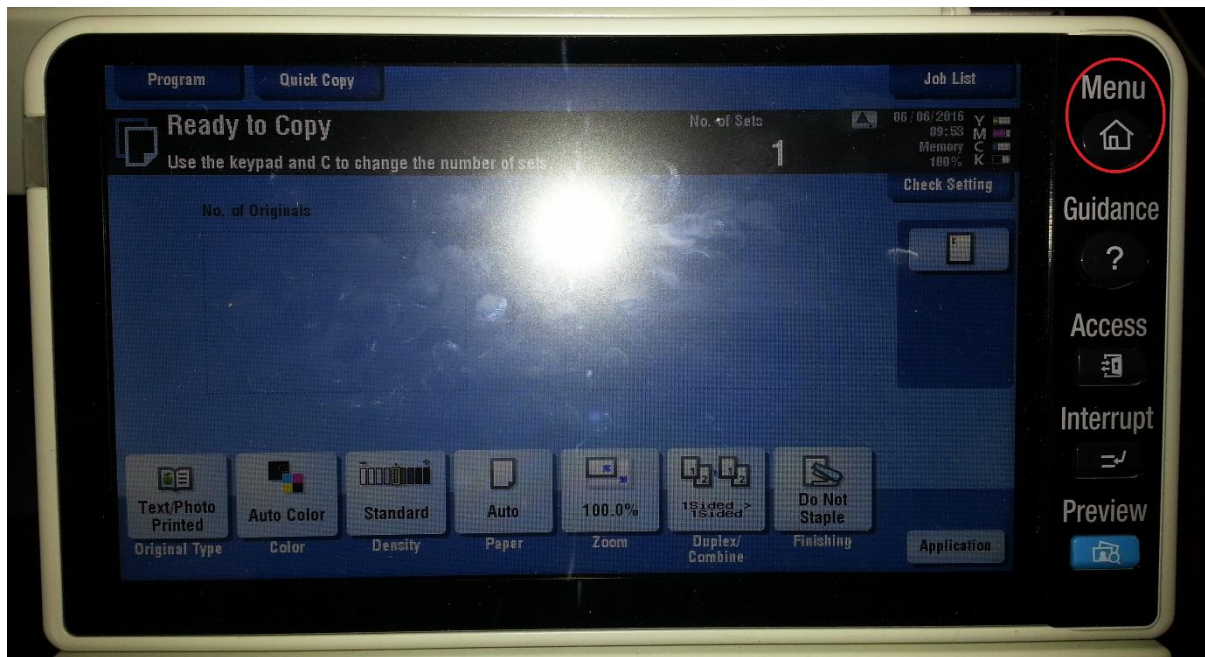 Program
Quick Copy
Job List
Menu
Ready to Copy
No. of Sets
1
06/06/2016
09:53
Memory
100%
Y
M
C
K
Use the keypad and C to change the number of sets
Check Setting
No. of Originals
Guidance
?
Access
Interrupt
Preview
Text/Photo
Printed
Original Type
Auto Color
Color
Standard
Density
Auto
Paper
100.0%
Zoom
1Sided >
1Sided
Duplex/
Combine
Do Not
Staple
Finishing
Application